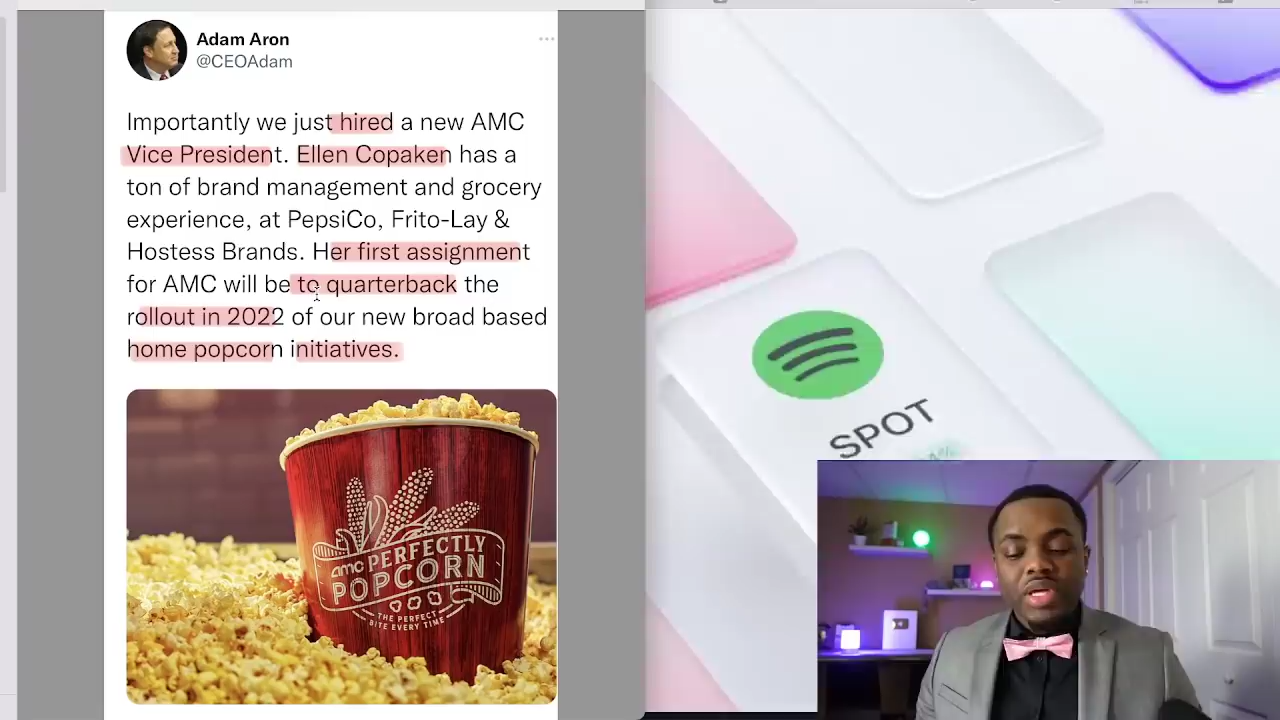 Adam Aron
@CEOAdam
Importantly we just hired a new AMC
Vice President. Ellen Copaken has a
ton of brand management and grocery
experience, at PepsiCo, Frito-Lay &
Hostess Brands. Her first assignment
for AMC will be to quarterback the
rollout in 2022 of our new broad based
home popcorn initiatives.
amc PERFECTLY
POPCORN
THE PERFECT
BITE EVERY TIME
SPOT